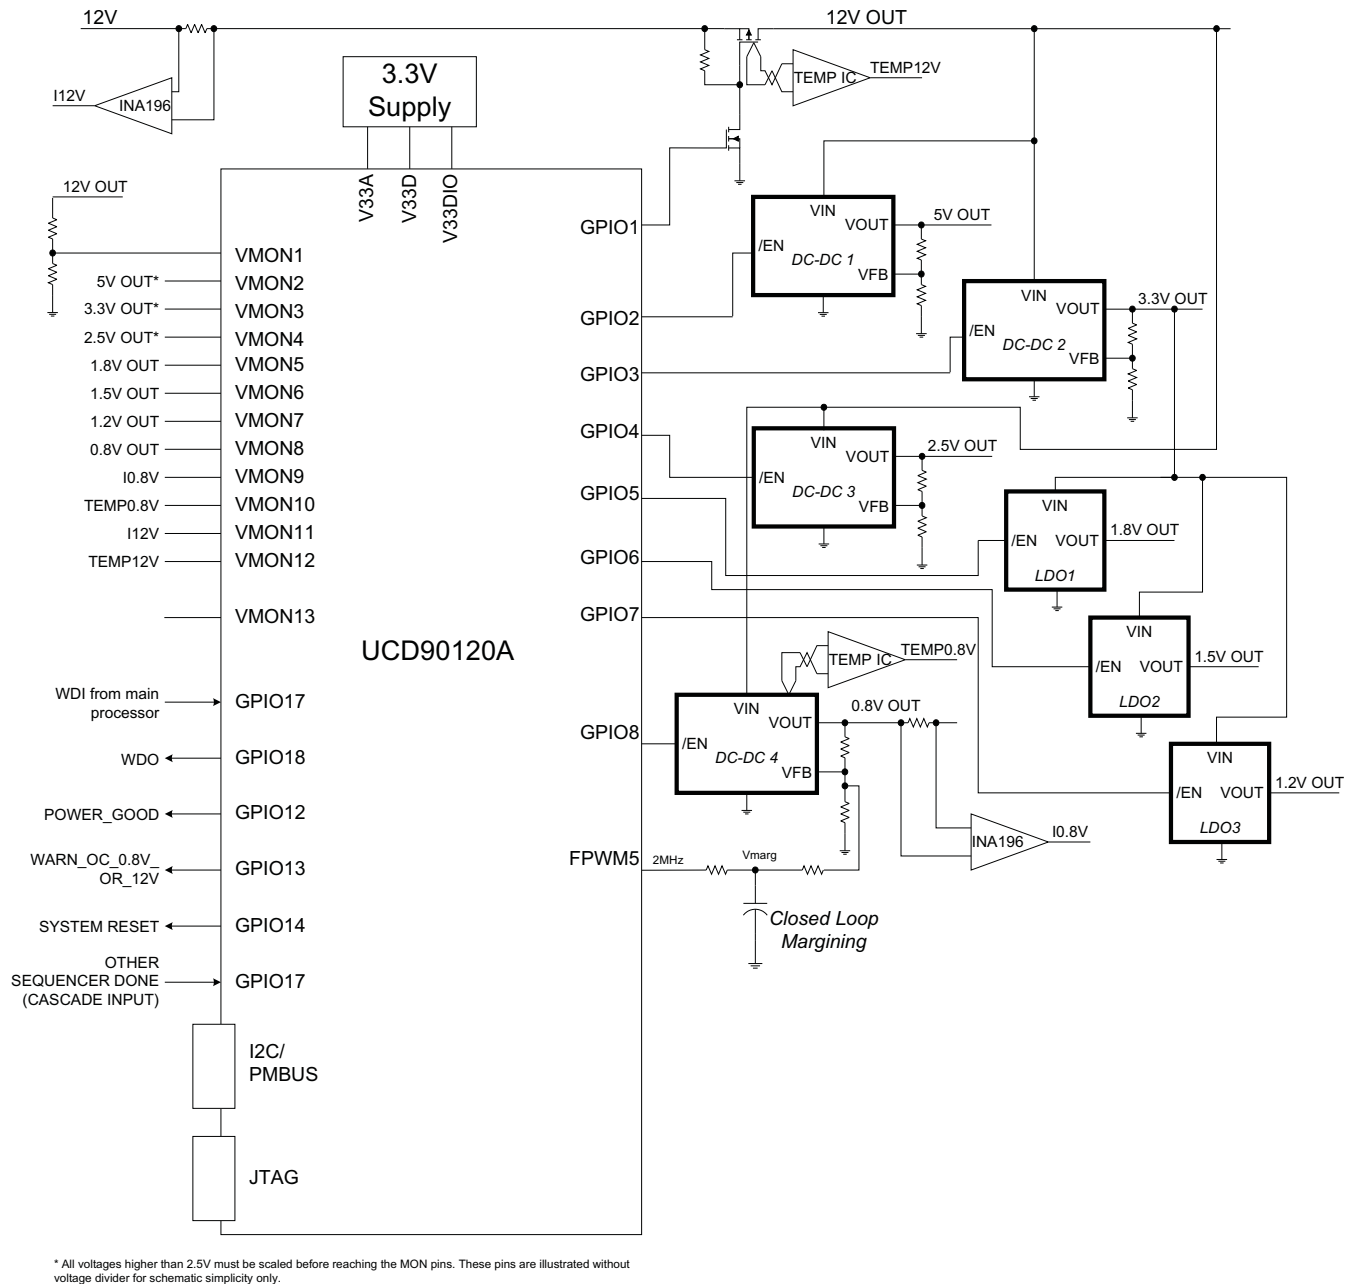 12V
12V OUT
3.3V
Supply
TEMP IC
TEMP12V
I12V
INA196
V33A
V33D
V33DIO
12V OUT
GPIO1
VIN
VOUT
5V OUT
/EN
DC-DC 1
VFB
VMON1
5V OUT*
VMON2
3.3V OUT*
VMON3
2.5V OUT*
VMON4
1.8V OUT
VMON5
1.5V OUT
VMON6
1.2V OUT
VMON7
0.8V OUT
VMON8
I0.8V
VMON9
TEMP0.8V
VMON10
I12V
VMON11
TEMP12V
VMON12
VMON13
GPIO2
GPIO3
VIN
VOUT
3.3V OUT
/EN
DC-DC 2
VFB
GPIO4
VIN
VOUT
2.5V OUT
/EN
DC-DC 3
VFB
GPIO5
VIN
/EN
VOUT
1.8V OUT
LDO1
GPIO6
GPIO7
VIN
/EN
VOUT
1.5V OUT
LDO2
UCD90120A
TEMP IC
TEMP0.8V
WDI from main
processor
GPIO17
WDO
GPIO18
POWER_GOOD
GPIO12
WARN_OC_0.8V_
OR_12V
GPIO13
SYSTEM RESET
GPIO14
OTHER
SEQUENCER DONE
(CASCADE INPUT)
GPIO17
GPIO8
VIN
VOUT
0.8V OUT
/EN
DC-DC 4
VFB
VIN
/EN
VOUT
1.2V OUT
LDO3
INA196
I0.8V
FPWM5
2MHz
Vmarg
Closed Loop
Margining
I2C/
PMBUS
JTAG
* All voltages higher than 2.5V must be scaled before reaching the MON pins. These pins are illustrated without
voltage divider for schematic simplicity only.